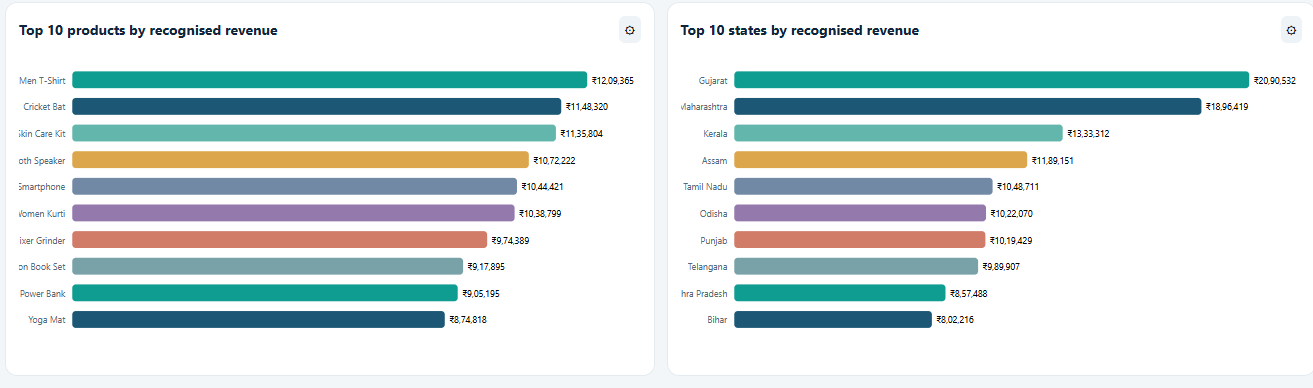 Top 10 products by recognised revenue
Men T-Shirt ₹12,09,365
Cricket Bat ₹11,48,320
Skin Care Kit ₹11,35,804
oth Speaker ₹10,72,222
Smartphone ₹10,44,421
Women Kurti ₹10,38,799
ixer Grinder ₹9,74,389
on Book Set ₹9,17,895
Power Bank ₹9,05,195
Yoga Mat ₹8,74,818
Top 10 states by recognised revenue
Gujarat ₹20,90,532
Maharashtra ₹18,96,419
Kerala ₹13,33,312
Assam ₹11,89,151
Tamil Nadu ₹10,48,711
Odisha ₹10,22,070
Punjab ₹10,19,429
Telangana ₹9,89,907
hra Pradesh ₹8,57,488
Bihar ₹8,02,216